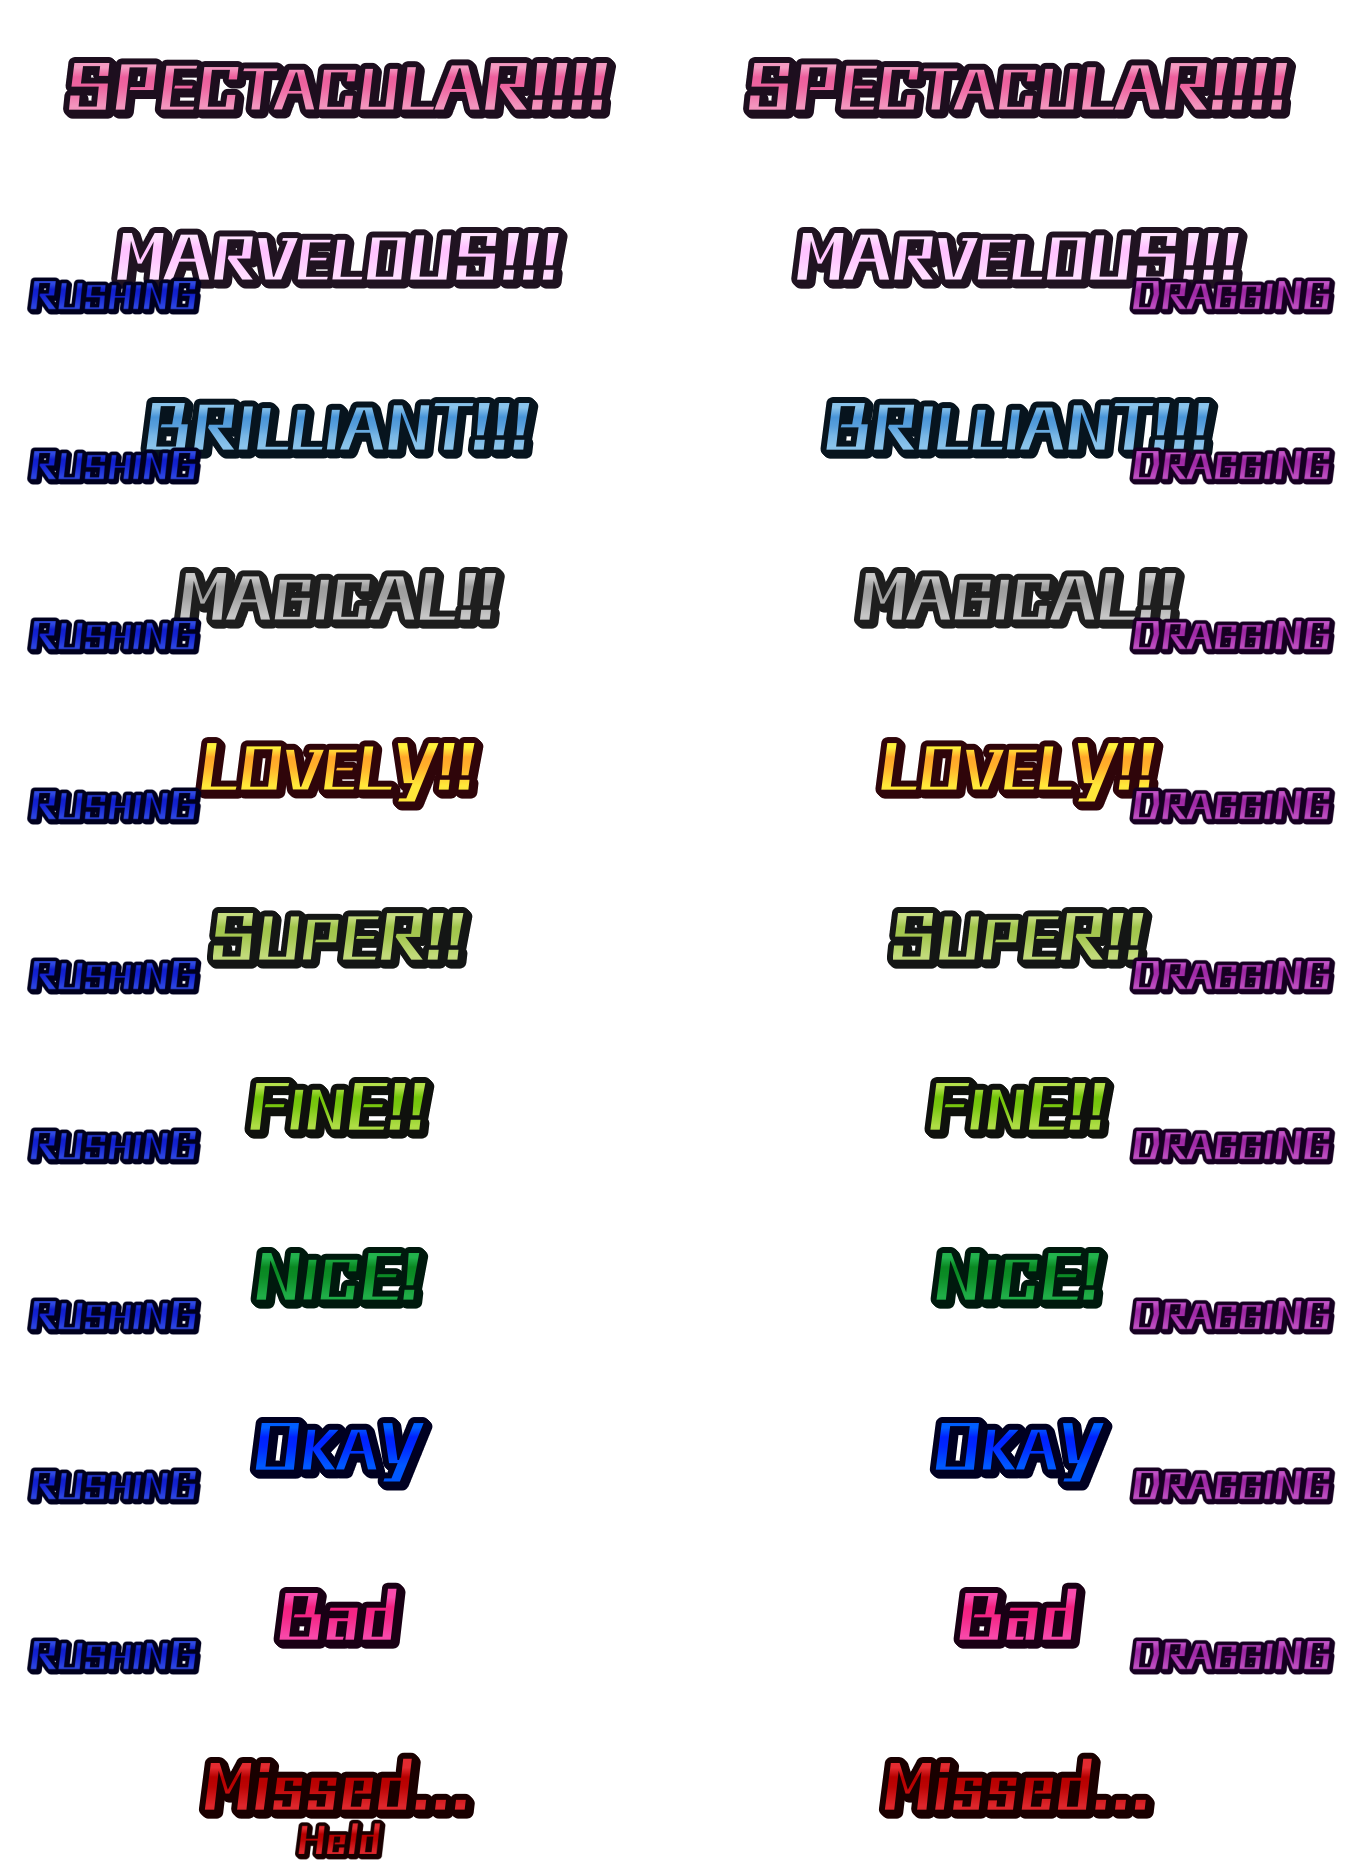 SPECTACULAR!!!! SPECTACULAR!!!!
MARVELOUS!!! MARVELOUS!!!
RUSHING DRAGGING
BRILLIANT!!! BRILLIANT!!!
RUSHING DRAGGING
MAGICAL!! MAGICAL!!
RUSHING DRAGGING
LOVELY!! LOVELY!!
RUSHING DRAGGING
SUPER!! SUPER!!
RUSHING DRAGGING
FINE!! FINE!!
RUSHING DRAGGING
NICE! NICE!
RUSHING DRAGGING
OKAY OKAY
RUSHING DRAGGING
Bad Bad
RUSHING DRAGGING
Missed... Missed...
Held